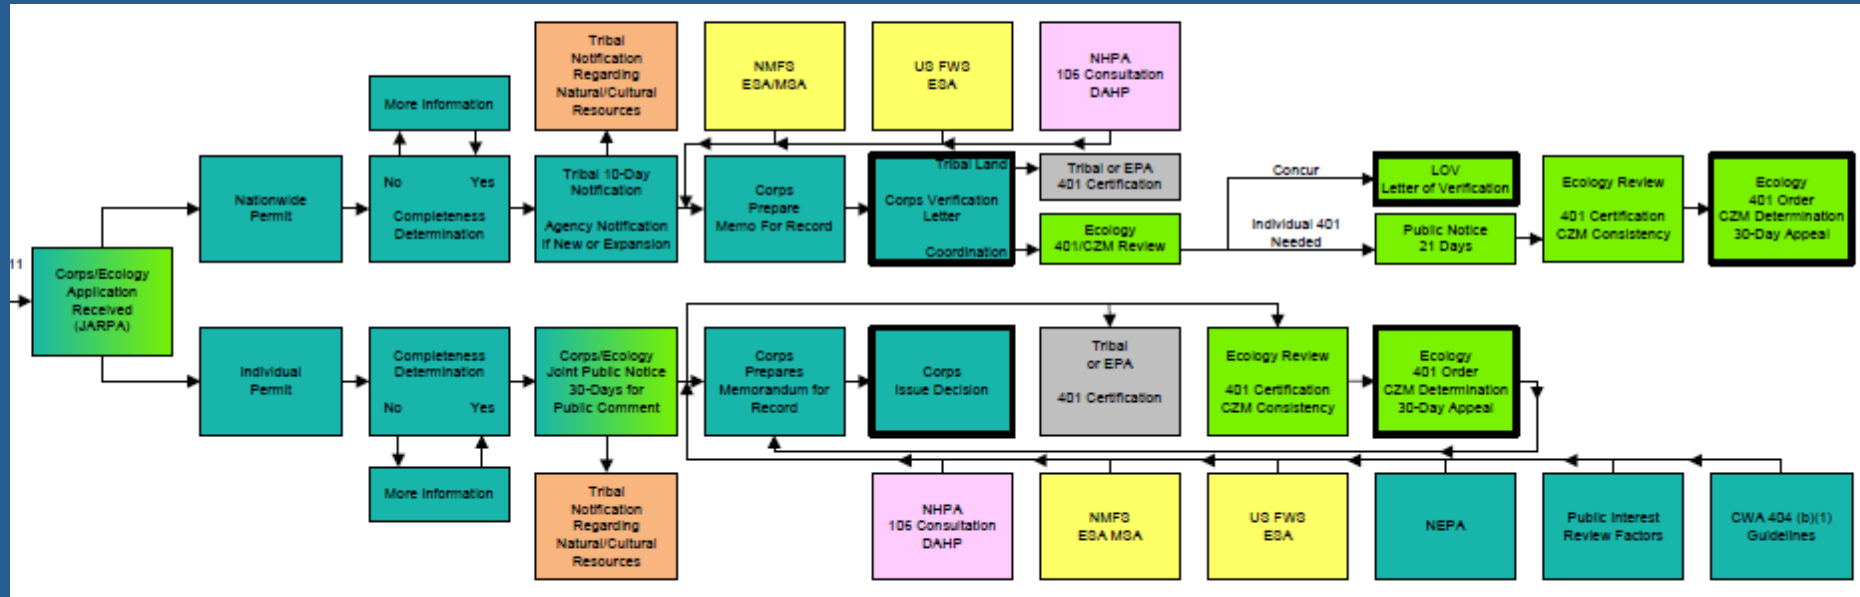 Tribal
Notification
Regarding
Natural/Cultural
Resources
NMFS
ESA/MSA
US FWS
ESA
NHPA
106 Consultation
DAHP
More Information
Nationwide
Permit
No Yes
Completeness
Determination
Tribal 10-Day
Notification
Agency Notification
If New or Expansion
Corps
Prepare
Memo For Record
Tribal Land
Corps Verification
Letter
Coordination
Tribal or EPA
401 Certification
Ecology
401/CZM Review
Concur
Individual 401
Needed
LOV
Letter of Verification
Public Notice
21 Days
Ecology Review
401 Certification
CZM Consistency
Ecology
401 Order
CZM Determination
30-Day Appeal
11
Corps/Ecology
Application
Received
(JARPA)
Individual
Permit
Completeness
Determination
No Yes
More Information
Corps/Ecology
Joint Public Notice
30-Days for
Public Comment
Tribal
Notification
Regarding
Natural/Cultural
Resources
Corps
Prepares
Memorandum for
Record
Corps
Issue Decision
Tribal
or EPA
401 Certification
Ecology Review
401 Certification
CZM Consistency
Ecology
401 Order
CZM Determination
30-Day Appeal
NHPA
106 Consultation
DAHP
NMFS
ESA MSA
US FWS
ESA
NEPA
Public Interest
Review Factors
CWA 404 (b)(1)
Guidelines